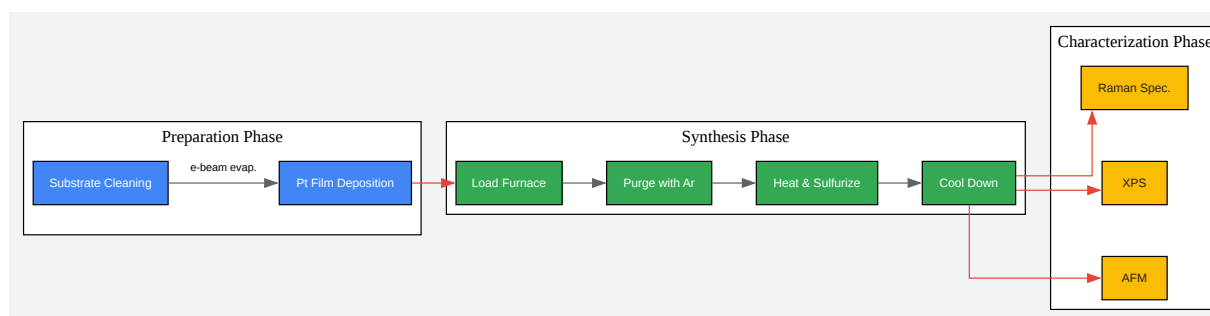 Preparation Phase
Substrate Cleaning
e-beam evap.
Pt Film Deposition
Synthesis Phase
Load Furnace
Purge with Ar
Heat & Sulfurize
Cool Down
Characterization Phase
Raman Spec.
XPS
AFM